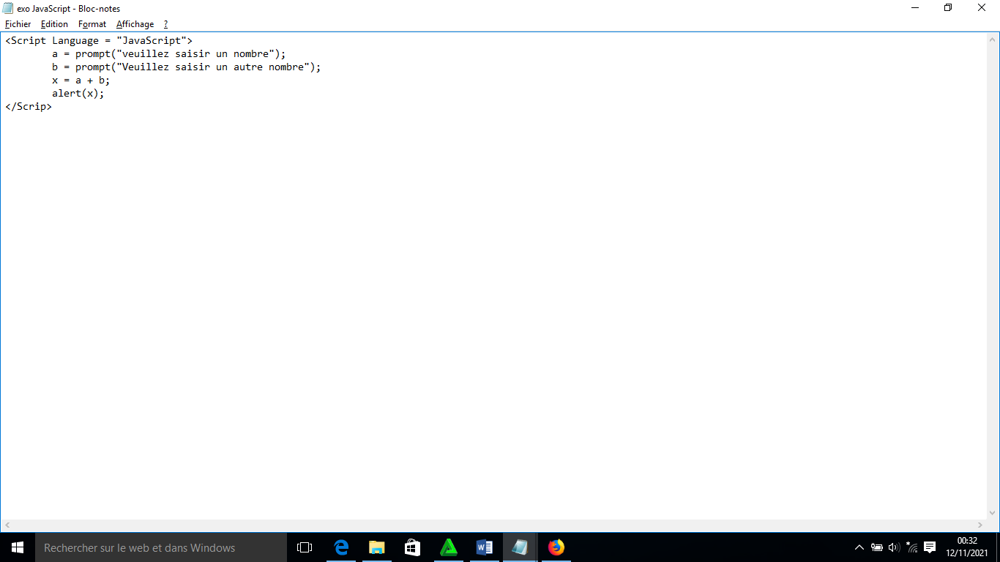 exo JavaScript - Bloc-notes
Fichier Edition Format Affichage ?
<Script Language = "JavaScript">
        a = prompt("veuillez saisir un nombre");
        b = prompt("Veuillez saisir un autre nombre");
        x = a + b;
        alert(x);
</Scrip>
Rechercher sur le web et dans Windows
00:32
12/11/2021